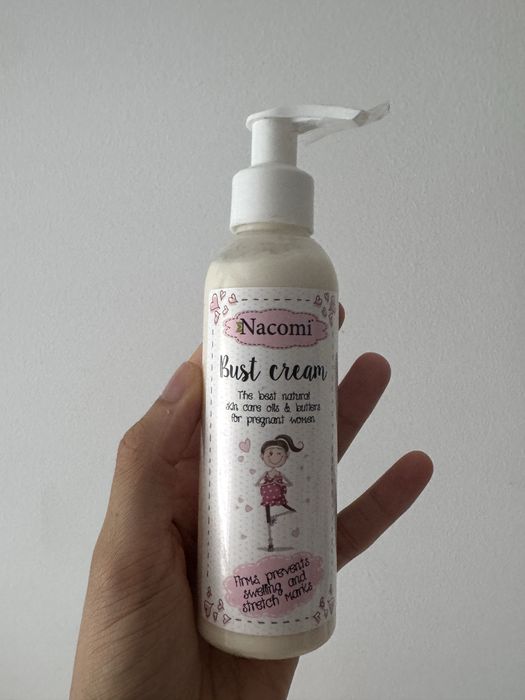 Nacomi
Bust cream
The best natural
skin care oils & butters
for pregnant women
Firms, prevents
swelling and
stretch marks